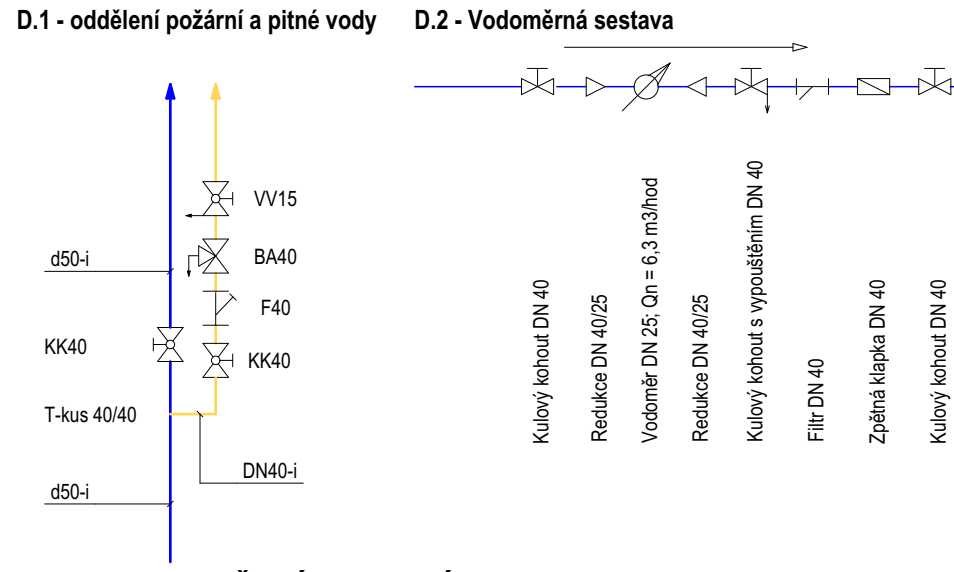 D.1 - oddělení požární a pitné vody
D.2 - Vodoměrná sestava
VV15
BA40
d50-i
F40
KK40
KK40
T-kus 40/40
DN40-i
d50-i
Kulový kohout DN 40
Redukce DN 40/25
Vodoměr DN 25; Qn = 6,3 m3/hod
Redukce DN 40/25
Kulový kohout s vypouštěním DN 40
Filtr DN 40
Zpětná klapka DN 40
Kulový kohout DN 40